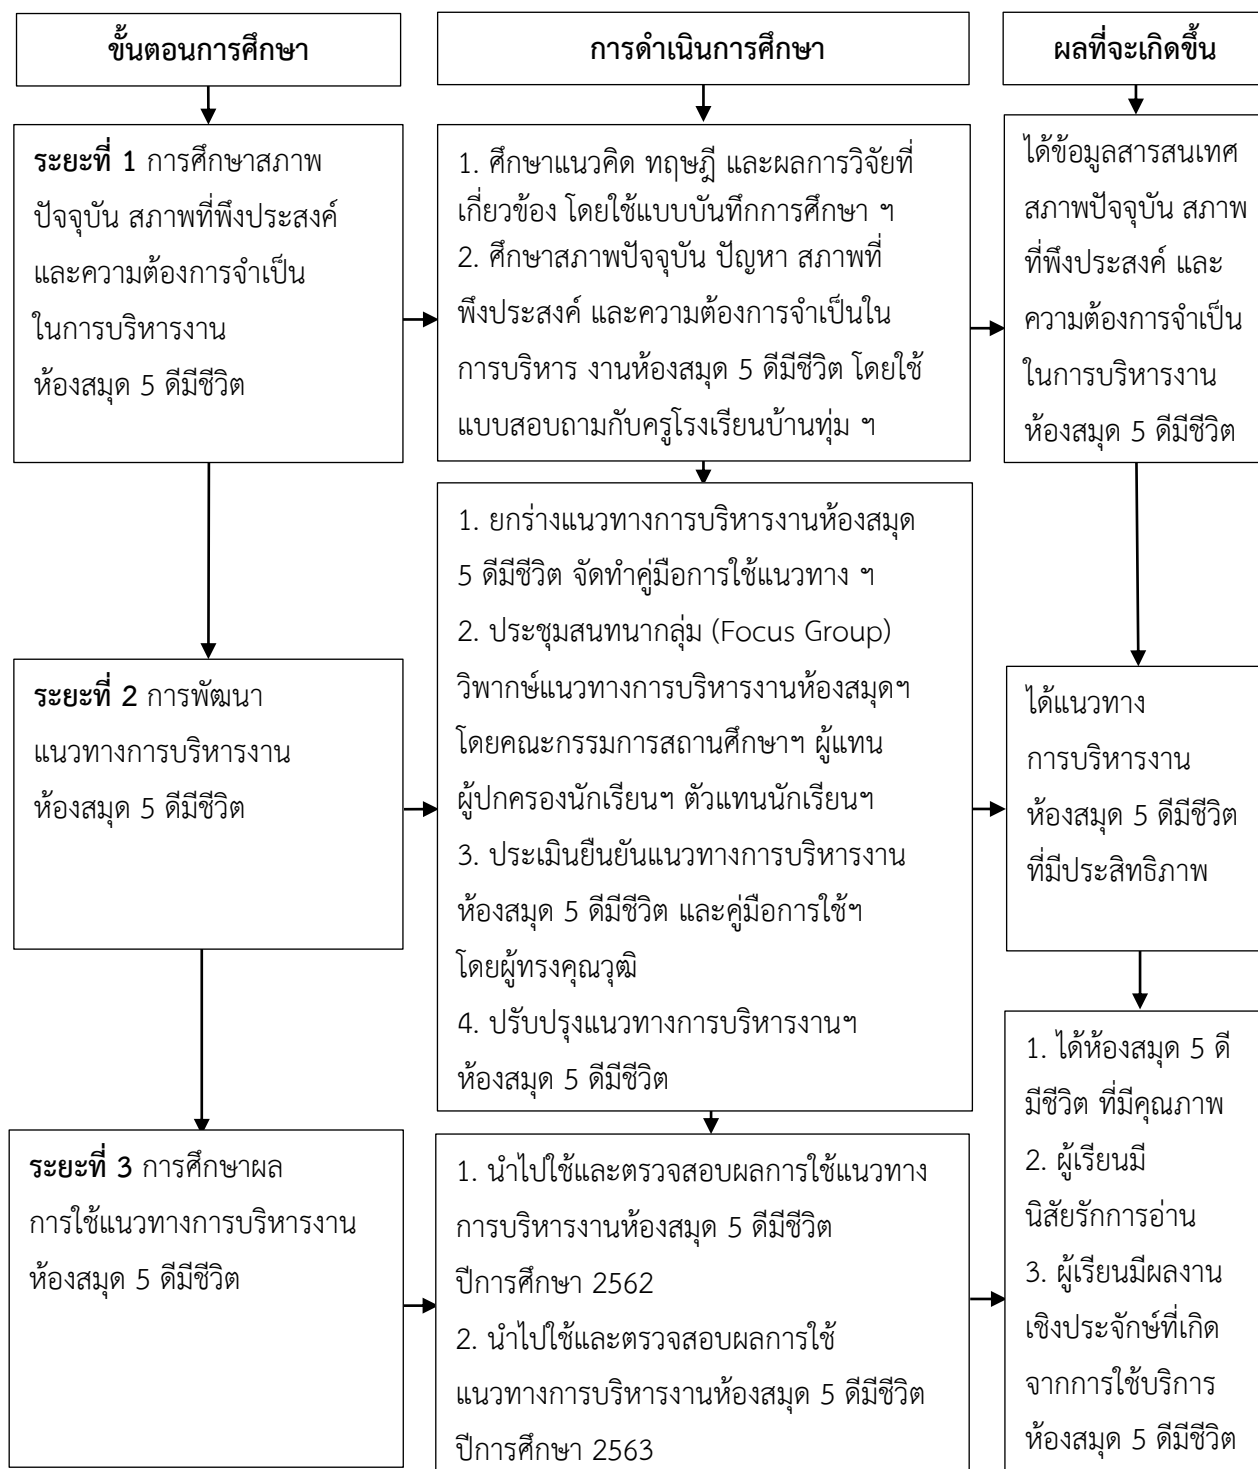 ขั้นตอนการศึกษา
การดำเนินการศึกษา
ผลที่จะเกิดขึ้น
ระยะที่ 1 การศึกษาสภาพ
ปัจจุบัน สภาพที่พึงประสงค์
และความต้องการจำเป็น
ในการบริหารงาน
ห้องสมุด 5 ดีมีชีวิต
1. ศึกษาแนวคิด ทฤษฎี และผลการวิจัยที่
เกี่ยวข้อง โดยใช้แบบบันทึกการศึกษา ฯ
2. ศึกษาสภาพปัจจุบัน ปัญหา สภาพที่
พึงประสงค์ และความต้องการจำเป็นใน
การบริหาร งานห้องสมุด 5 ดีมีชีวิต โดยใช้
แบบสอบถามกับครูโรงเรียนบ้านทุ่ม ฯ
ได้ข้อมูลสารสนเทศ
สภาพปัจจุบัน สภาพ
ที่พึงประสงค์ และ
ความต้องการจำเป็น
ในการบริหารงาน
ห้องสมุด 5 ดีมีชีวิต
ระยะที่ 2 การพัฒนา
แนวทางการบริหารงาน
ห้องสมุด 5 ดีมีชีวิต
1. ยกร่างแนวทางการบริหารงานห้องสมุด
5 ดีมีชีวิต จัดทำคู่มือการใช้แนวทาง ฯ
2. ประชุมสนทนากลุ่ม (Focus Group)
วิพากษ์แนวทางการบริหารงานห้องสมุดฯ
โดยคณะกรรมการสถานศึกษาฯ ผู้แทน
ผู้ปกครองนักเรียนฯ ตัวแทนนักเรียนฯ
3. ประเมินยืนยันแนวทางการบริหารงาน
ห้องสมุด 5 ดีมีชีวิต และคู่มือการใช้ฯ
โดยผู้ทรงคุณวุฒิ
4. ปรับปรุงแนวทางการบริหารงานฯ
ห้องสมุด 5 ดีมีชีวิต
ได้แนวทาง
การบริหารงาน
ห้องสมุด 5 ดีมีชีวิต
ที่มีประสิทธิภาพ
ระยะที่ 3 การศึกษาผล
การใช้แนวทางการบริหารงาน
ห้องสมุด 5 ดีมีชีวิต
1. นำไปใช้และตรวจสอบผลการใช้แนวทาง
การบริหารงานห้องสมุด 5 ดีมีชีวิต
ปีการศึกษา 2562
2. นำไปใช้และตรวจสอบผลการใช้
แนวทางการบริหารงานห้องสมุด 5 ดีมีชีวิต
ปีการศึกษา 2563
1. ได้ห้องสมุด 5 ดี
มีชีวิต ที่มีคุณภาพ
2. ผู้เรียนมี
นิสัยรักการอ่าน
3. ผู้เรียนมีผลงาน
เชิงประจักษ์ที่เกิด
จากการใช้บริการ
ห้องสมุด 5 ดีมีชีวิต